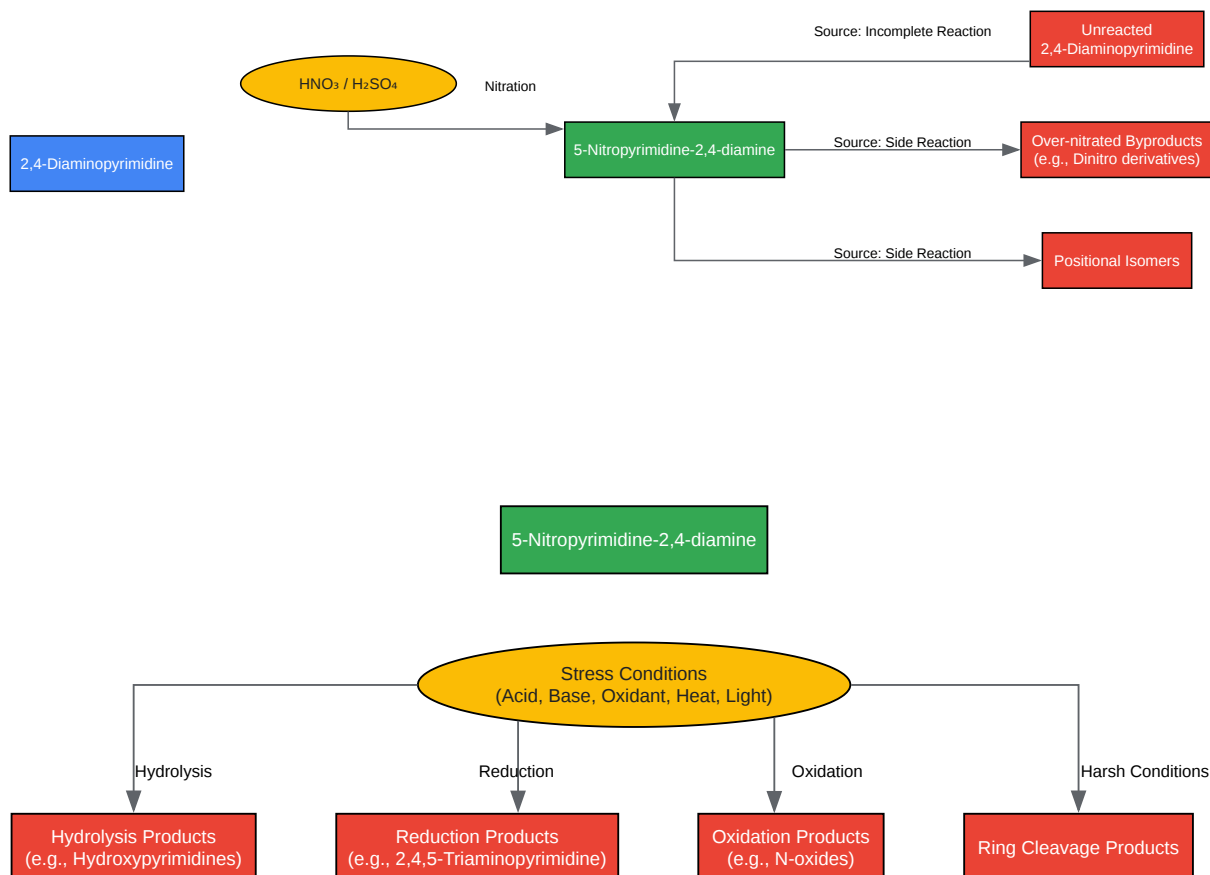 Source: Incomplete Reaction
Unreacted
2,4-Diaminopyrimidine
HNO₃ / H₂SO₄
Nitration
2,4-Diaminopyrimidine
5-Nitropyrimidine-2,4-diamine
Source: Side Reaction
Over-nitrated Byproducts
(e.g., Dinitro derivatives)
Source: Side Reaction
Positional Isomers
5-Nitropyrimidine-2,4-diamine
Stress Conditions
(Acid, Base, Oxidant, Heat, Light)
Hydrolysis
Reduction
Oxidation
Harsh Conditions
Hydrolysis Products
(e.g., Hydroxypyrimidines)
Reduction Products
(e.g., 2,4,5-Triaminopyrimidine)
Oxidation Products
(e.g., N-oxides)
Ring Cleavage Products